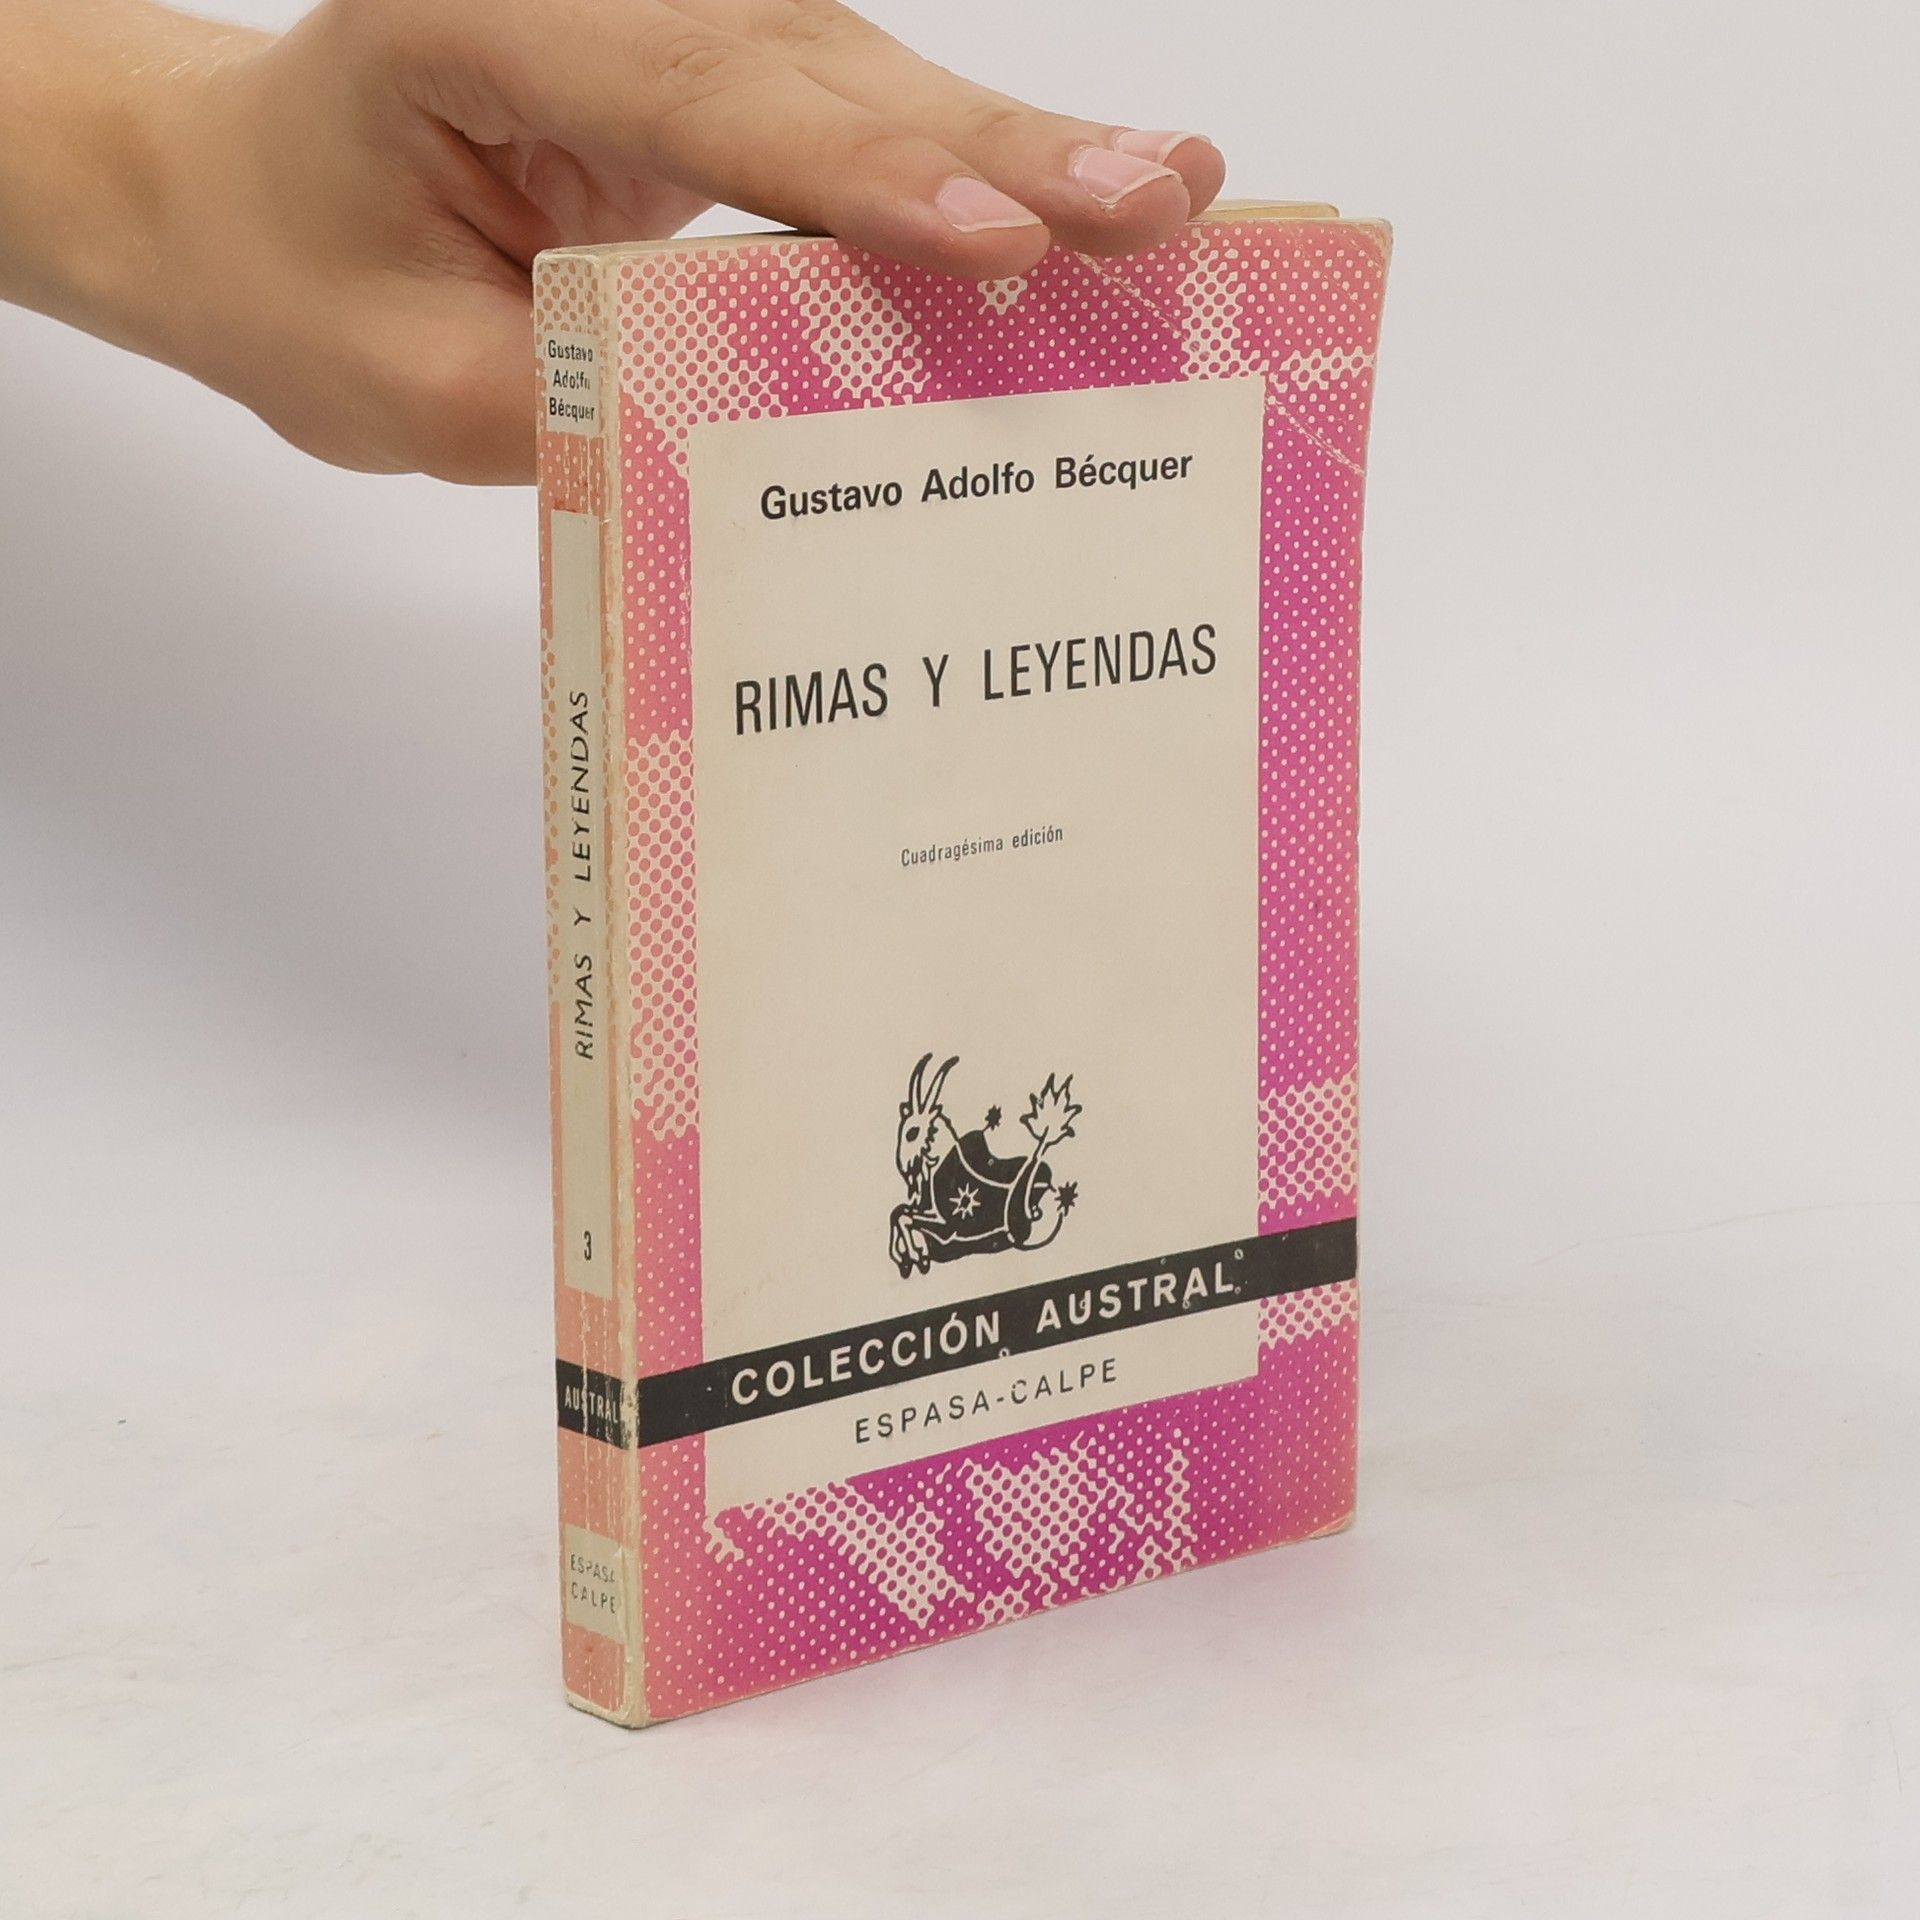 Gustavo
Adolfo
Bécquer
RIMAS Y LEYENDAS
3
AUSTRAL
ESPASA-
CALPE
Gustavo Adolfo Bécquer
RIMAS Y LEYENDAS
Cuadragésima edición
COLECCIÓN AUSTRAL
ESPASA-CALPE